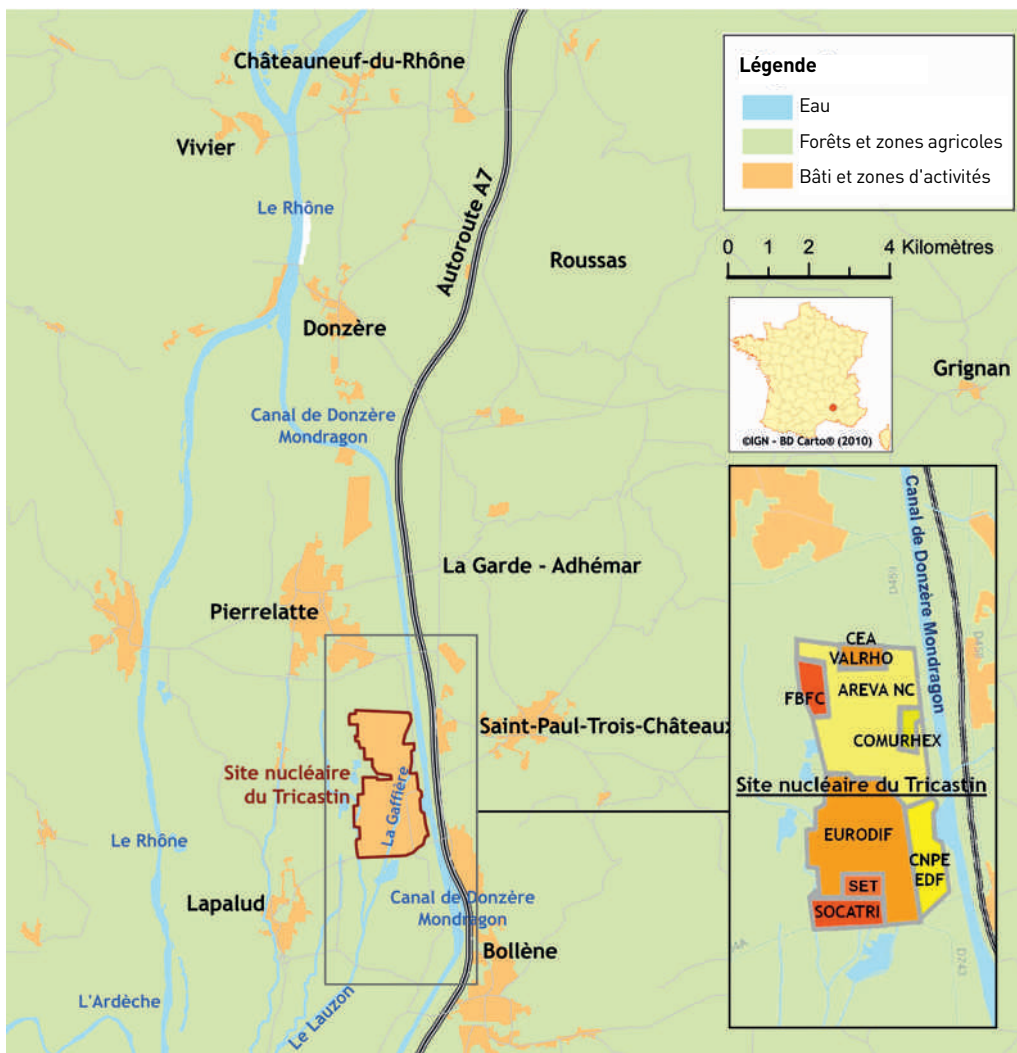 Châteauneuf-du-Rhône
Vivier
Le Rhône
Autoroute A7
Roussas
Donzère
Canal de Donzère
Mondragon
La Garde - Adhémar
Pierrelatte
Saint-Paul-Trois-Château
Site nucléaire
du Tricastin
La Gaffière
Le Rhône
Lapalud
Canal de Donzère
Mondragon
Bollène
L'Ardèche
Le Lauzon
Légende
Eau
Forêts et zones agricoles
Bâti et zones d'activités
0 1 2 4 Kilomètres
©IGN - BD Carto® (2010)
Grignan
Canal de Donzère Mondragon
D459
D458
CEA
VALRHO
FBFC
AREVA NC
COMURHEX
Site nucléaire du Tricastin
EURODIF
CNPE
EDF
SET
SOCATRI
D243